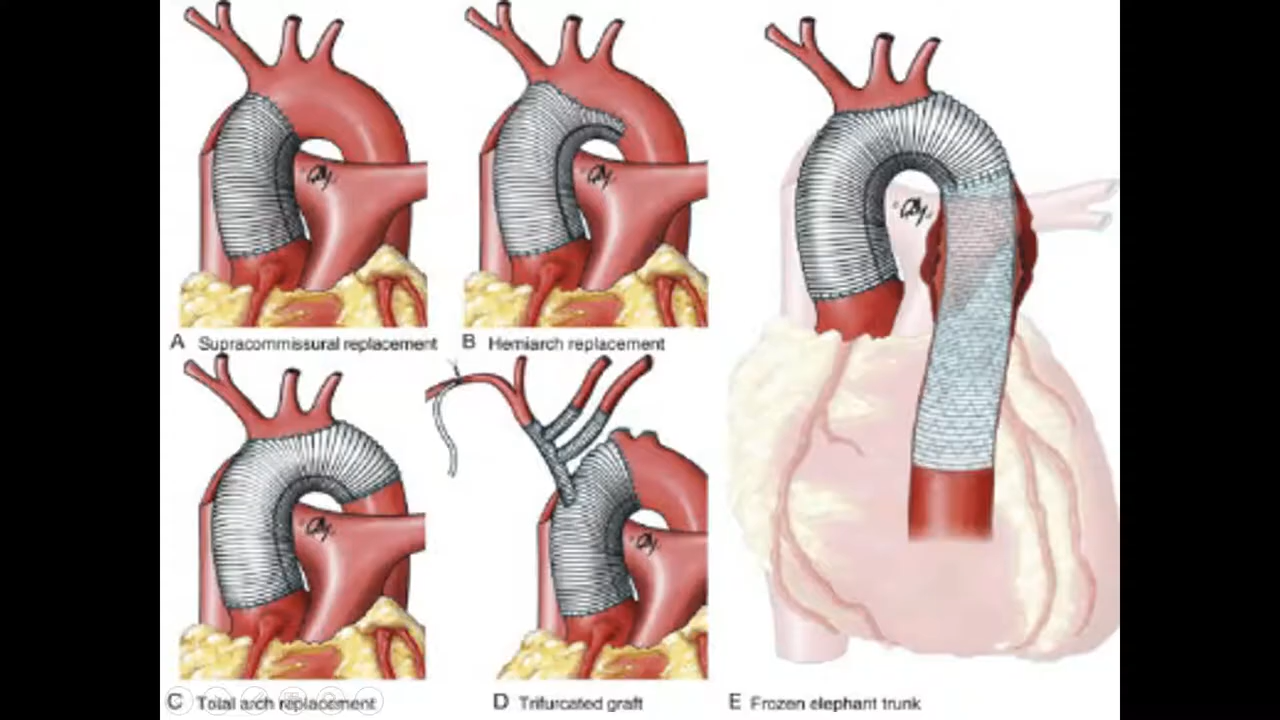 A Supracommissural replacement
B Hemiarch replacement
C Total arch replacement
D Trifurcated graft
E Frozen elephant trunk